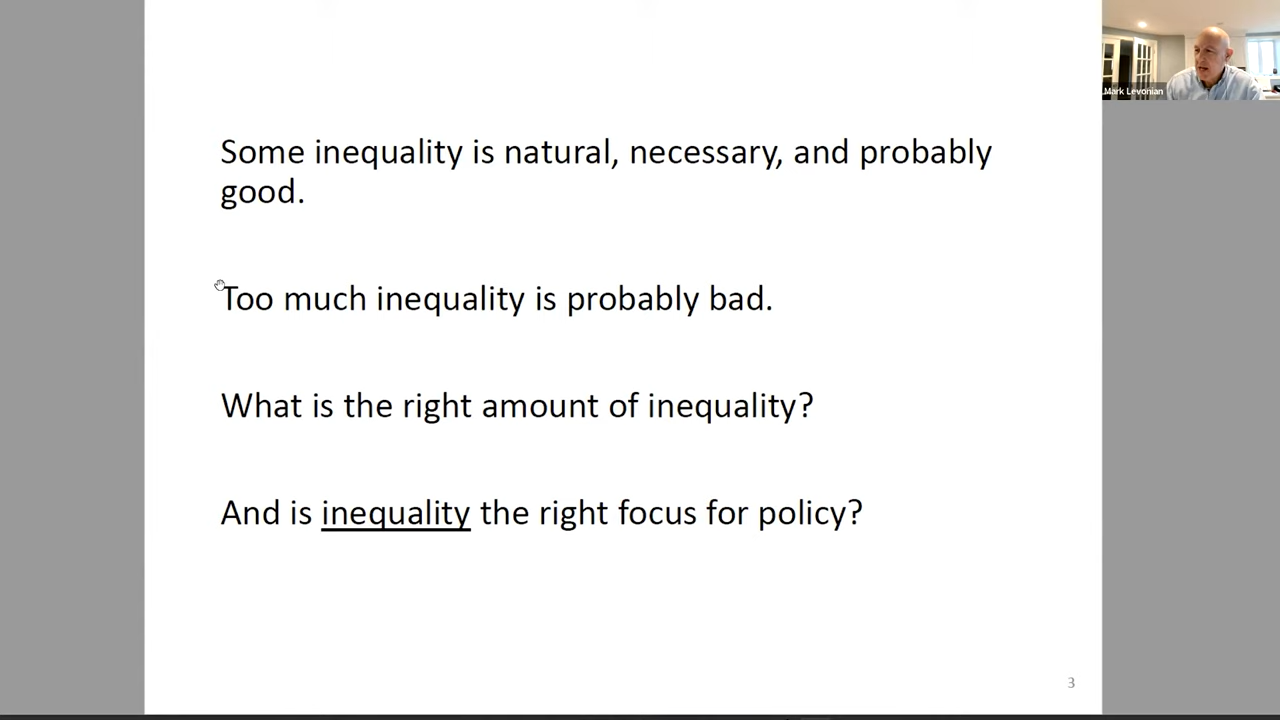 Mark Levonian
Some inequality is natural, necessary, and probably
good.
Too much inequality is probably bad.
What is the right amount of inequality?
And is inequality the right focus for policy?
3